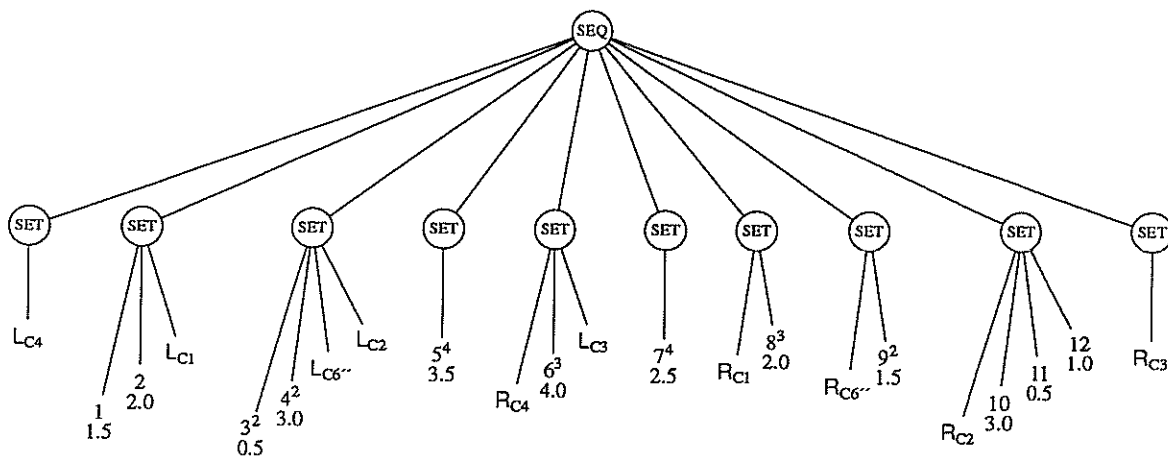 SEQ
SET SET SET SET SET SET SET SET SET SET
L_C4
1
1.5
2
2.0
L_C1
3²
0.5
4²
3.0
L_C6′′
L_C2
5⁴
3.5
R_C4
6³
4.0
L_C3
7⁴
2.5
R_C1
8³
2.0
R_C6′′
9²
1.5
R_C2
10
3.0
11
0.5
12
1.0
R_C3